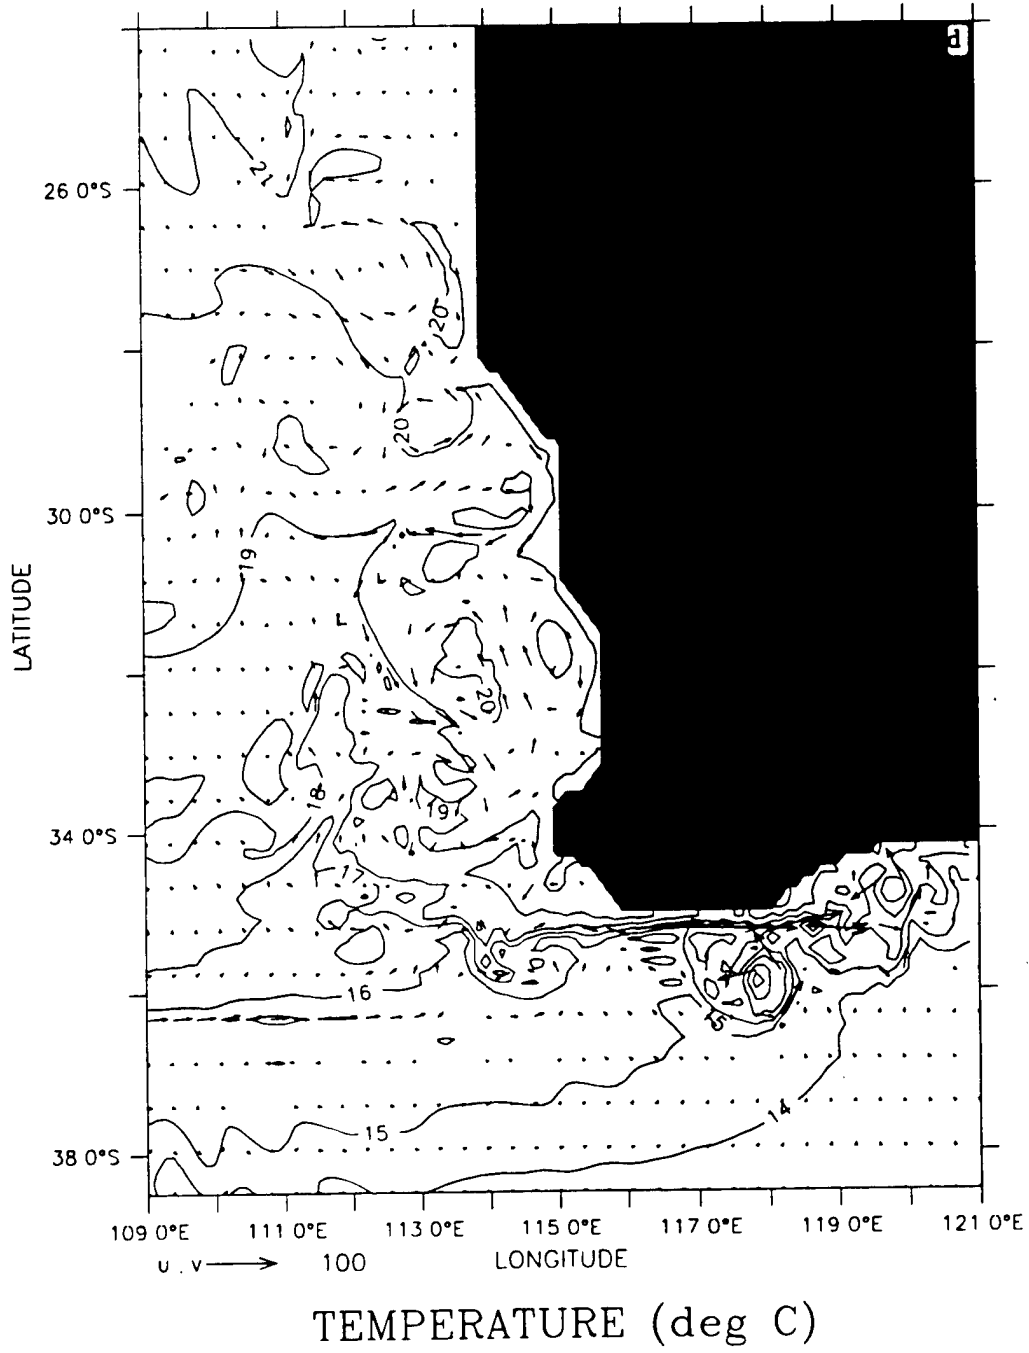 d
21
26 0°S
20
20
30 0°S
19
LATITUDE
20
18
19
34 0°S
17
16
15
15
14
38 0°S
109 0°E 111 0°E 113 0°E 115 0°E 117 0°E 119 0°E 121 0°E
u , v 100 LONGITUDE
TEMPERATURE (deg C)